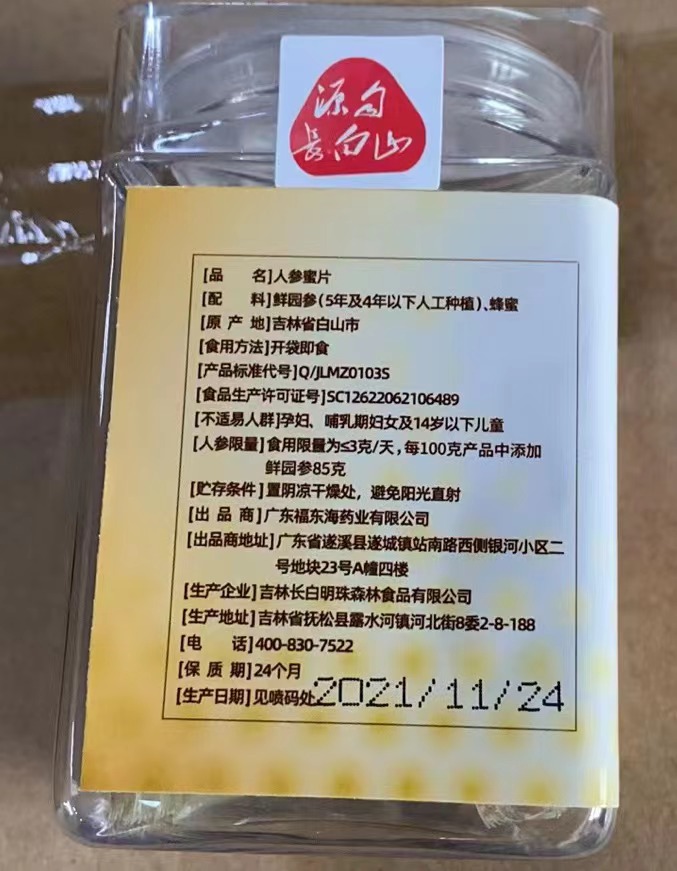 源自
長白山
[品 名]人参蜜片
[配 料]鲜园参(5年及4年以下人工种植)、蜂蜜
[原 产 地]吉林省白山市
[食用方法]开袋即食
[产品标准代号]Q/JLMZ0103S
[食品生产许可证号]SC12622062106489
[不适易人群]孕妇、哺乳期妇女及14岁以下儿童
[人参限量]食用限量为≤3克/天,每100克产品中添加
鲜园参85克
[贮存条件]置阴凉干燥处，避免阳光直射
[出 品 商]广东福东海药业有限公司
[出品商地址]广东省遂溪县遂城镇站南路西侧银河小区二
号地块23号A幢四楼
[生产企业]吉林长白明珠森林食品有限公司
[生产地址]吉林省抚松县露水河镇河北街8委2-8-188
[电 话]400-830-7522
[保 质 期]24个月
[生产日期]见喷码处2021/11/24